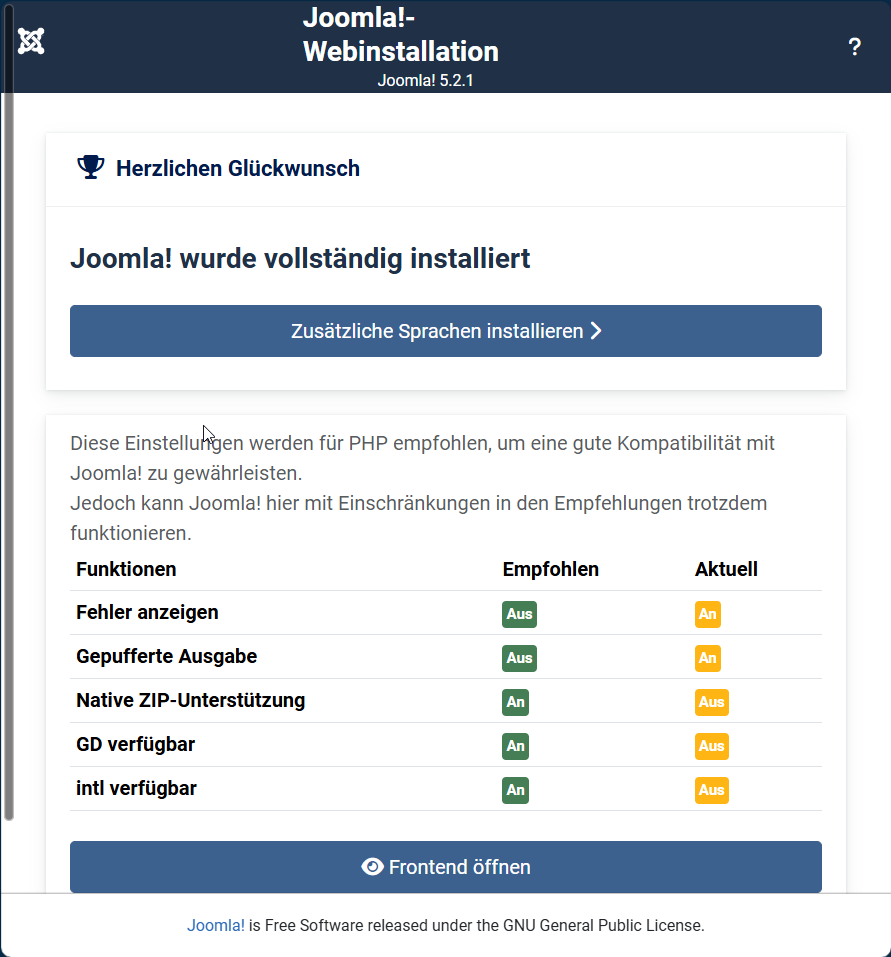 Joomla!-
Webinstallation
Joomla! 5.2.1
?
Herzlichen Glückwunsch
Joomla! wurde vollständig installiert
Zusätzliche Sprachen installieren
Diese Einstellungen werden für PHP empfohlen, um eine gute Kompatibilität mit
Joomla! zu gewährleisten.
Jedoch kann Joomla! hier mit Einschränkungen in den Empfehlungen trotzdem
funktionieren.
Funktionen Empfohlen Aktuell
Fehler anzeigen Aus An
Gepufferte Ausgabe Aus An
Native ZIP-Unterstützung An Aus
GD verfügbar An Aus
intl verfügbar An Aus
Frontend öffnen
Joomla! is Free Software released under the GNU General Public License.